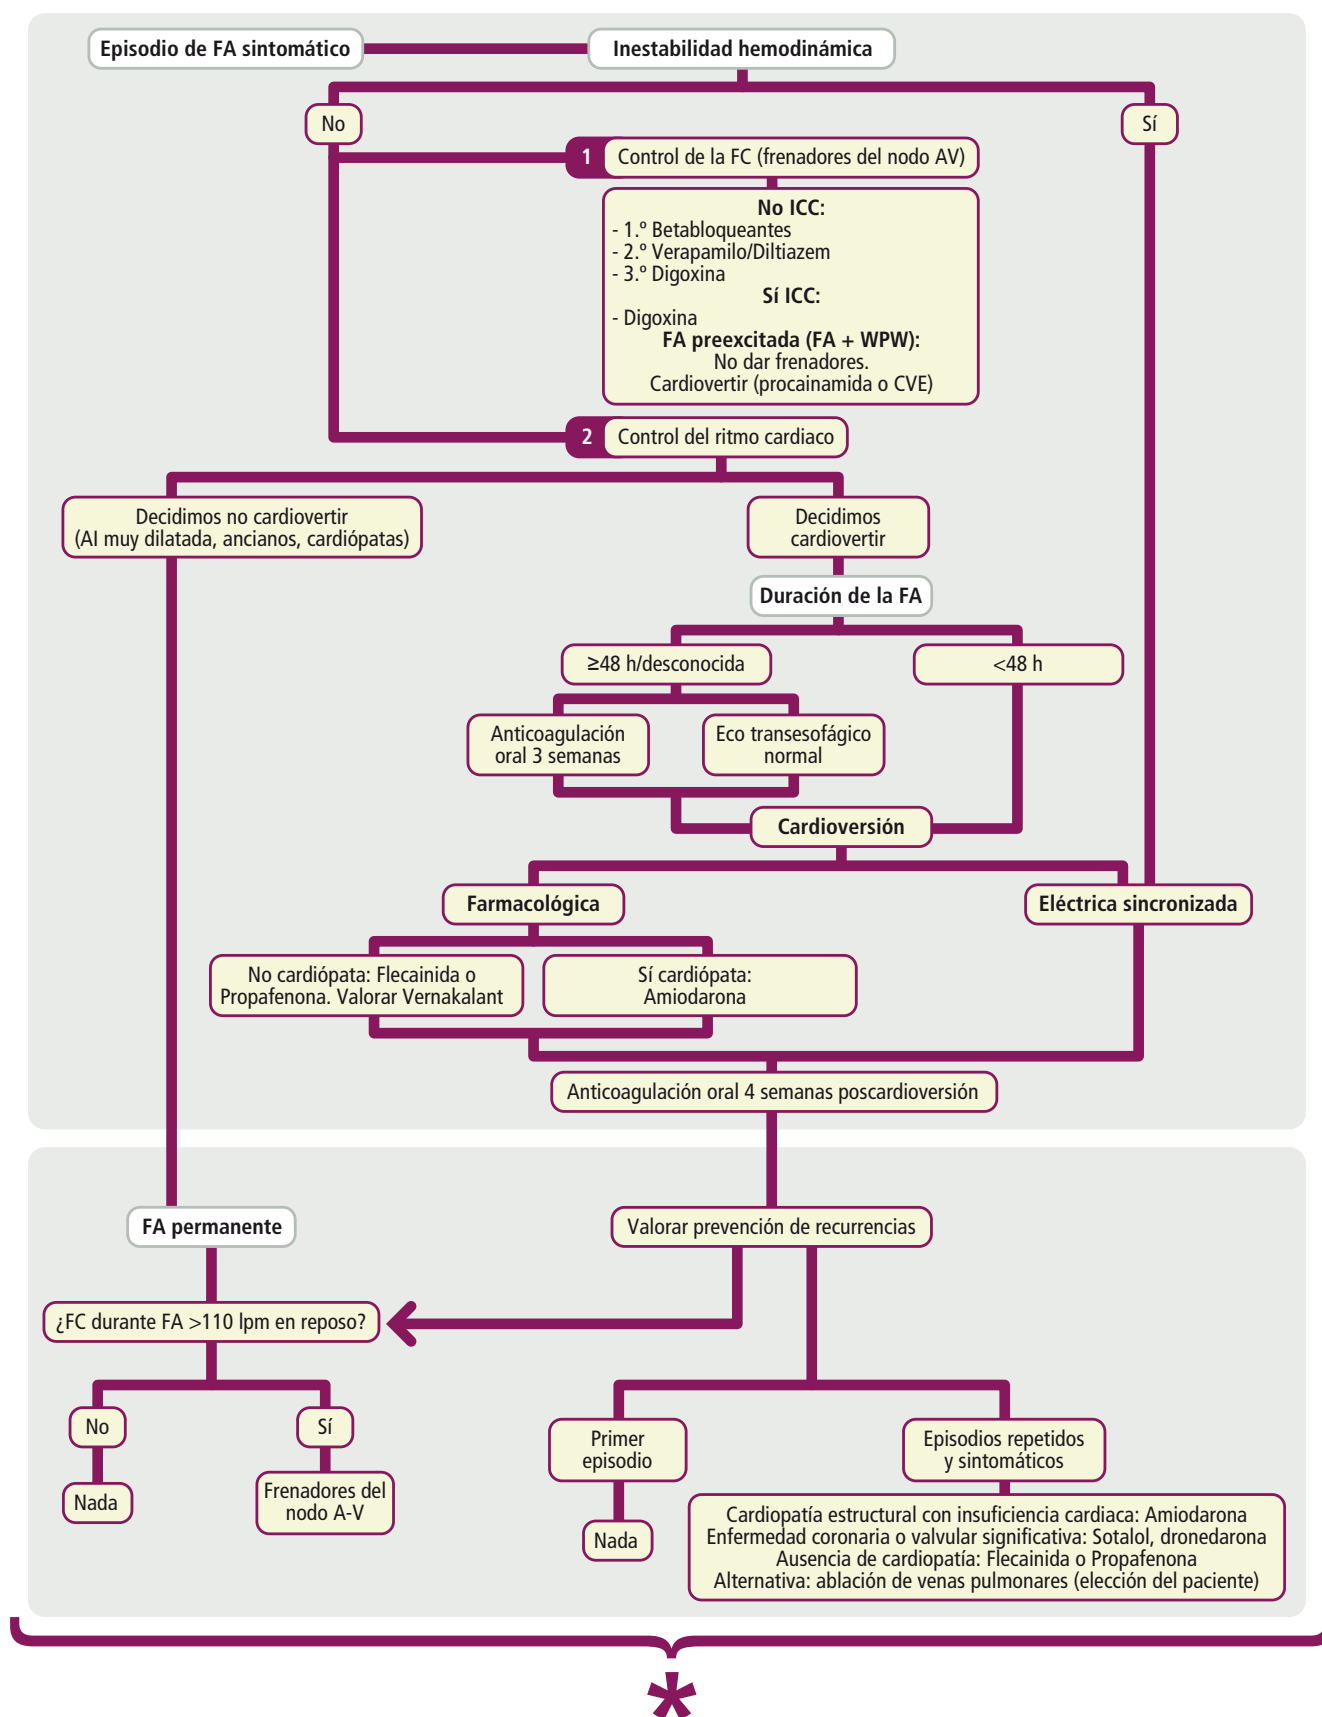 Episodio de FA sintomático
Inestabilidad hemodinámica
No
Sí
1 Control de la FC (frenadores del nodo AV)
No ICC:
- 1.º Betabloqueantes
- 2.º Verapamilo/Diltiazem
- 3.º Digoxina
Sí ICC:
- Digoxina
FA preexcitada (FA + WPW):
No dar frenadores.
Cardiovertir (procainamida o CVE)
2 Control del ritmo cardiaco
Decidimos no cardiovertir
(AI muy dilatada, ancianos, cardiópatas)
Decidimos
cardiovertir
Duración de la FA
≥48 h/desconocida
<48 h
Anticoagulación
oral 3 semanas
Eco transesofágico
normal
Cardioversión
Farmacológica
Eléctrica sincronizada
No cardiópata: Flecainida o
Propafenona. Valorar Vernakalant
Sí cardiópata:
Amiodarona
Anticoagulación oral 4 semanas poscardioversión
FA permanente
Valorar prevención de recurrencias
¿FC durante FA >110 lpm en reposo?
No
Sí
Nada
Frenadores del
nodo A-V
Primer
episodio
Episodios repetidos
y sintomáticos
Nada
Cardiopatía estructural con insuficiencia cardiaca: Amiodarona
Enfermedad coronaria o valvular significativa: Sotalol, dronedarona
Ausencia de cardiopatía: Flecainida o Propafenona
Alternativa: ablación de venas pulmonares (elección del paciente)
*